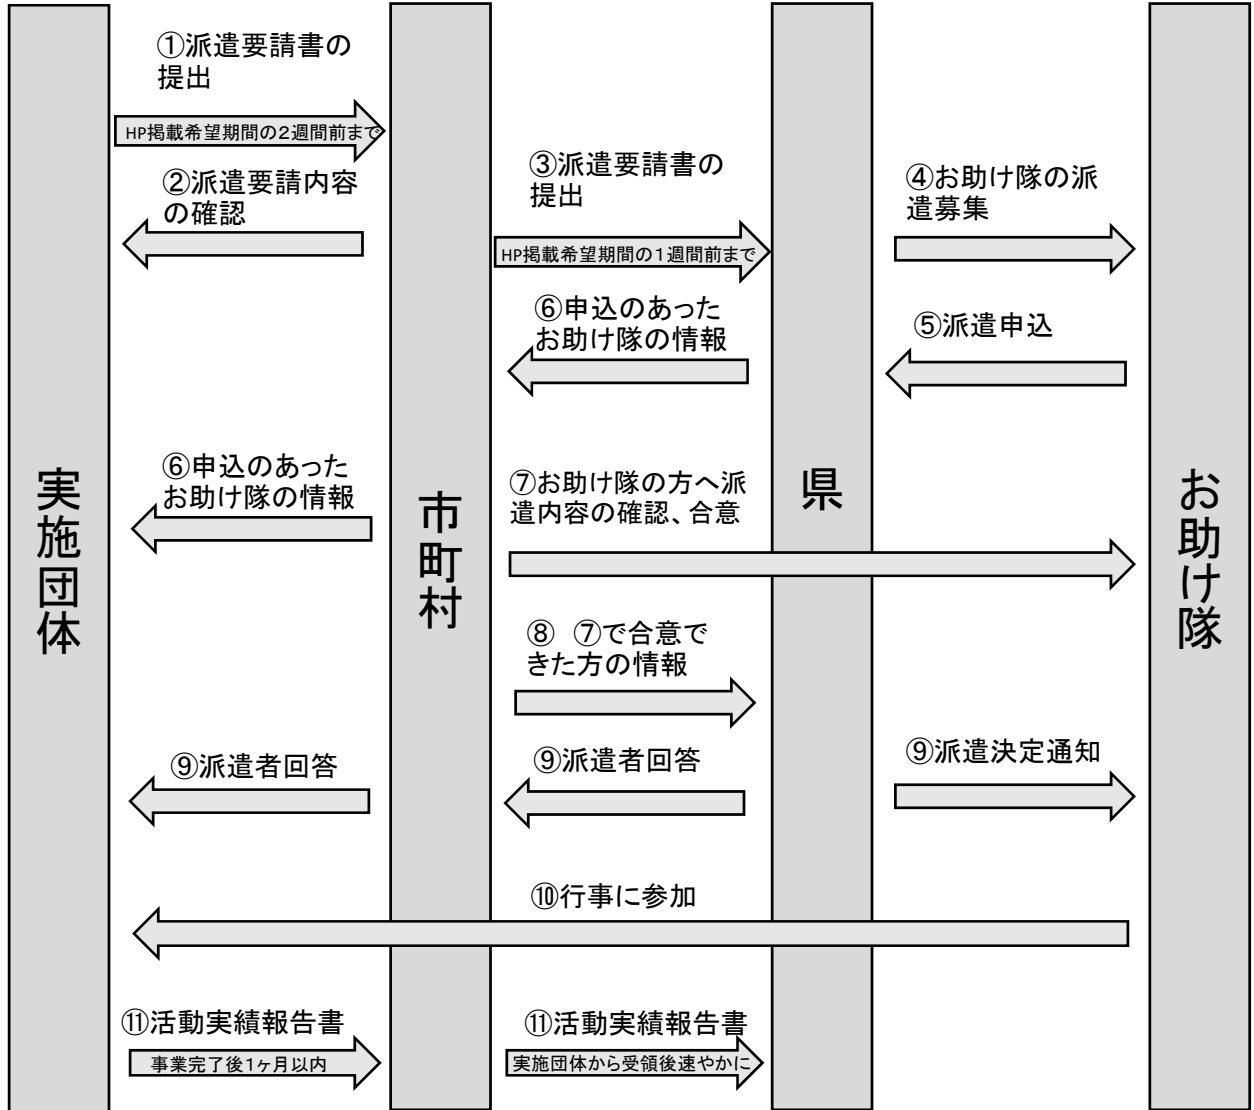 ①派遣要請書の
提出
HP掲載希望期間の２週間前まで
②派遣要請内容
の確認
③派遣要請書の
提出
HP掲載希望期間の１週間前まで
④お助け隊の派
遣募集
⑤派遣申込
⑥申込のあった
お助け隊の情報
⑥申込のあった
お助け隊の情報
⑦お助け隊の方へ派
遣内容の確認、合意
⑧　⑦で合意で
きた方の情報
⑨派遣者回答
⑨派遣者回答
⑨派遣決定通知
⑩行事に参加
⑪活動実績報告書
事業完了後１ヶ月以内
⑪活動実績報告書
実施団体から受領後速やかに
実施団体
市町村
県
お助け隊